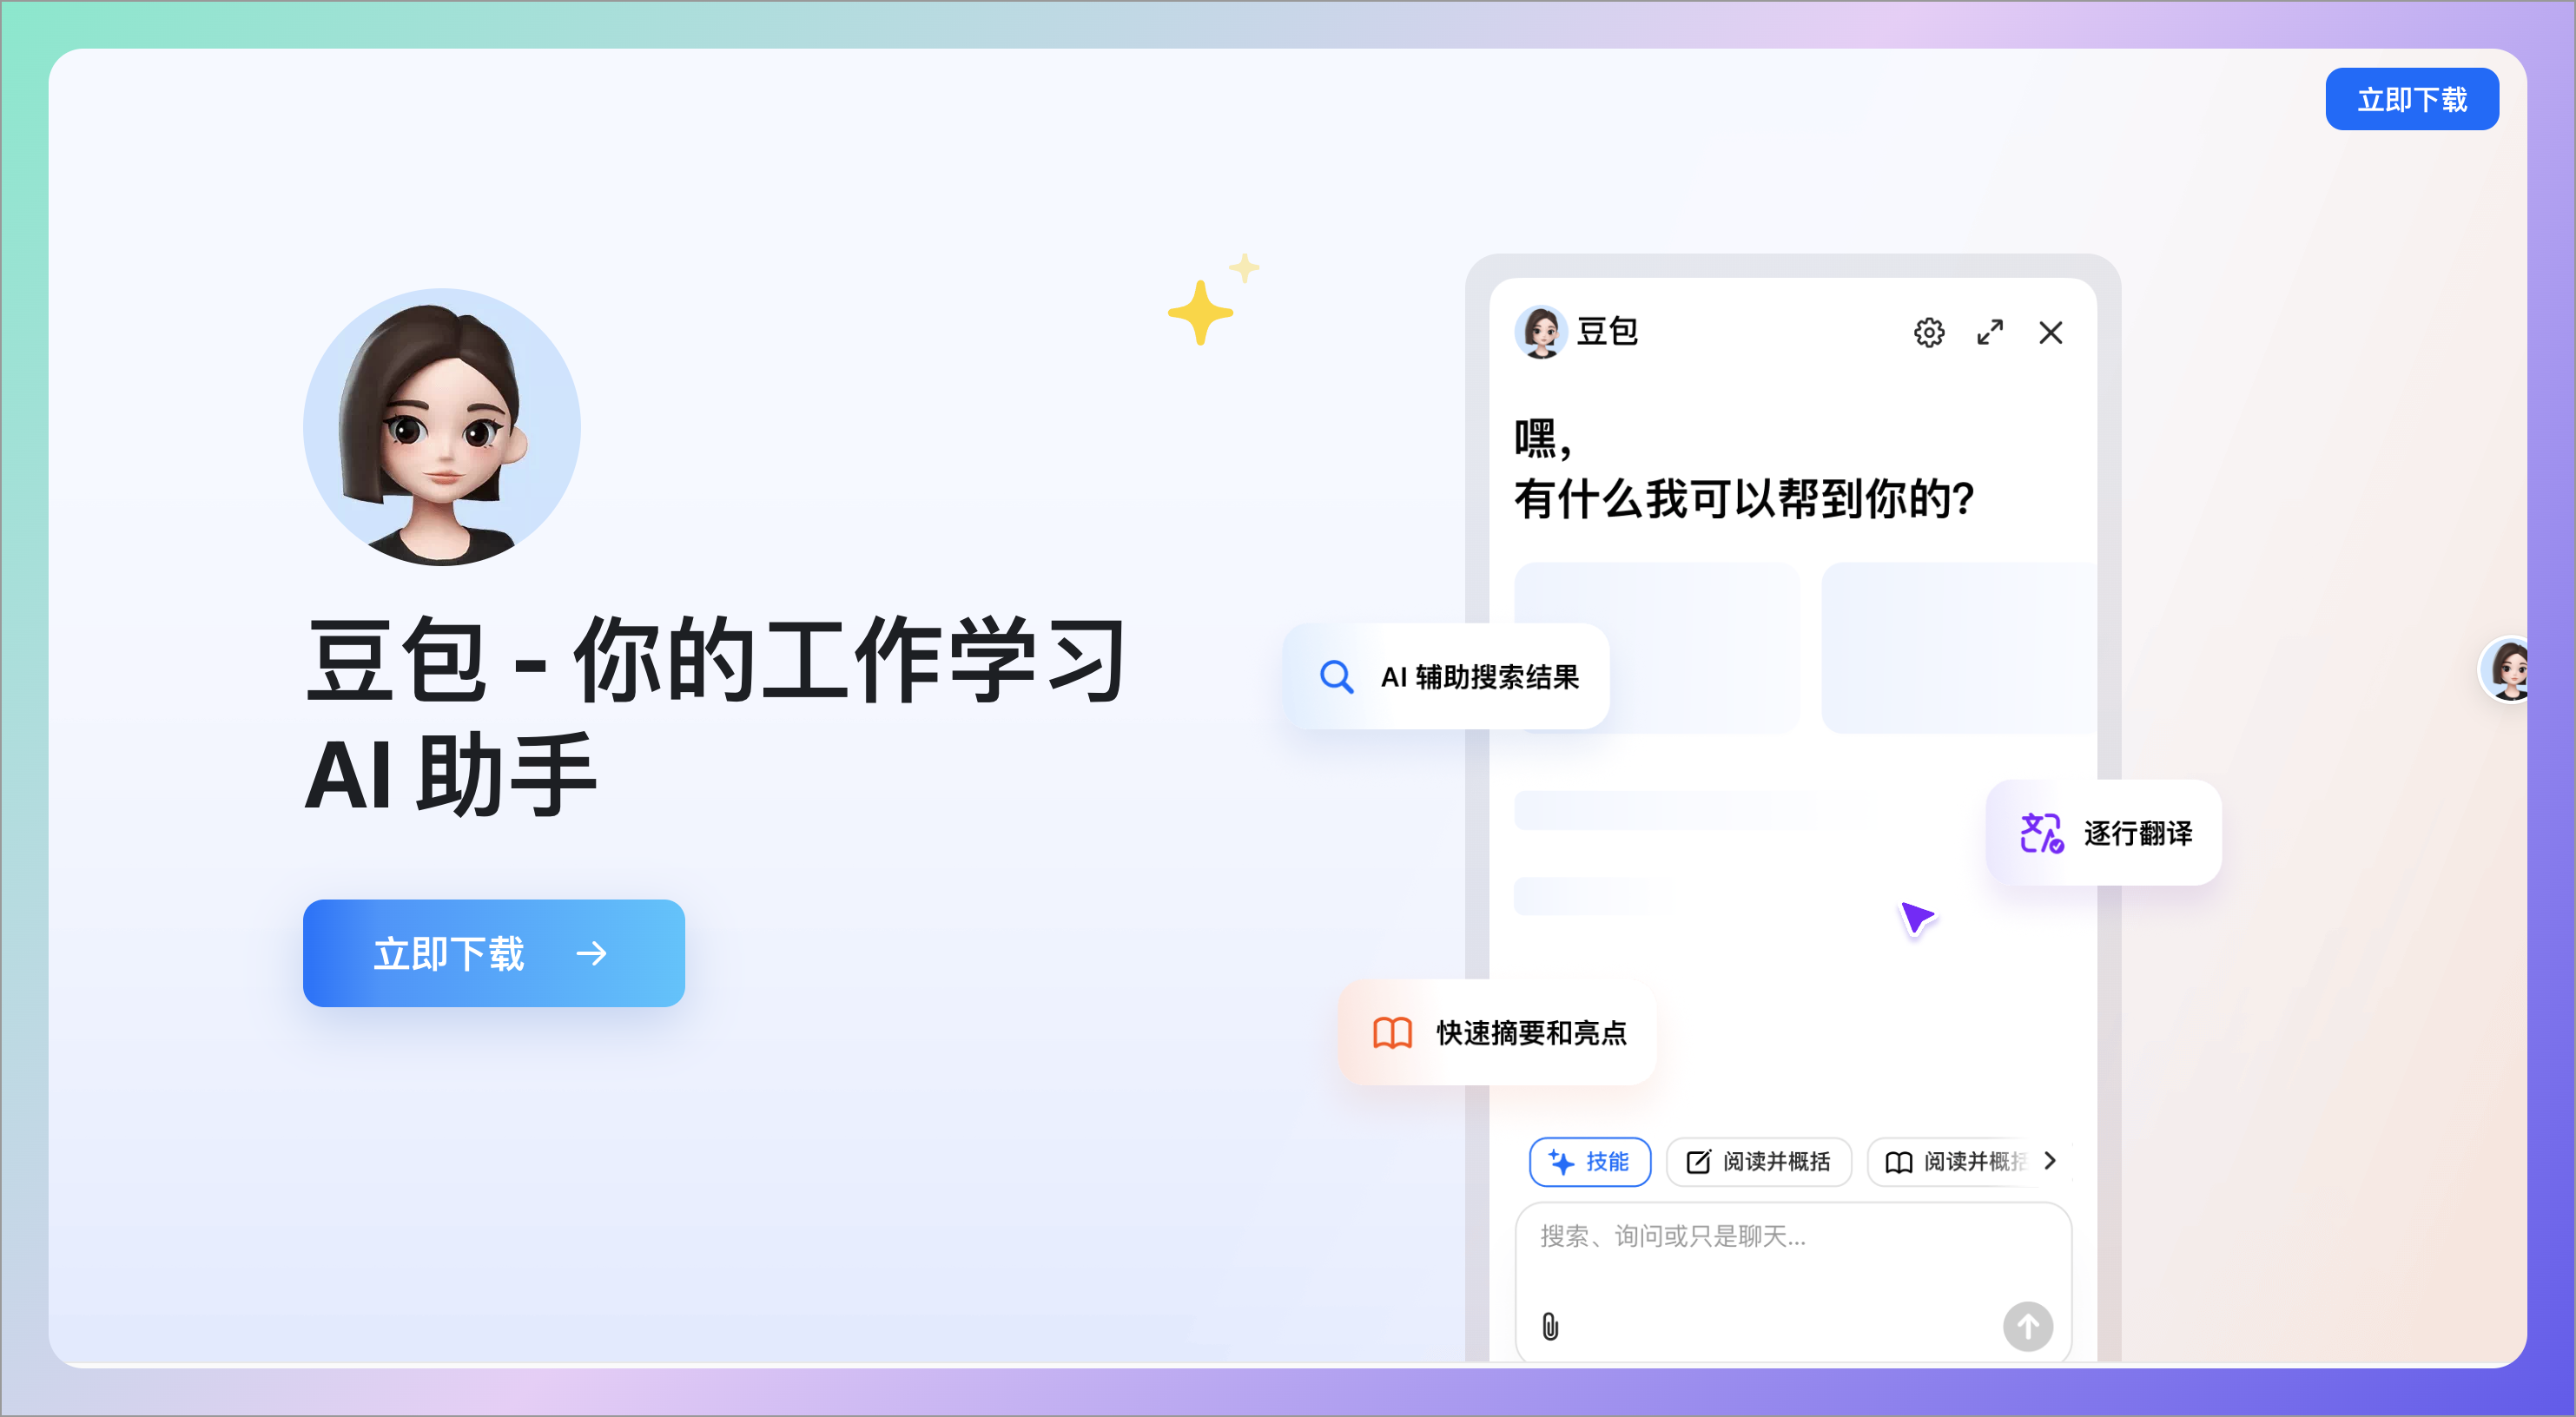 立即下载
豆包 - 你的工作学习
AI 助手
立即下载
豆包
嘿,
有什么我可以帮到你的?
AI 辅助搜索结果
逐行翻译
快速摘要和亮点
技能
阅读并概括
阅读并概括
搜索、询问或只是聊天...